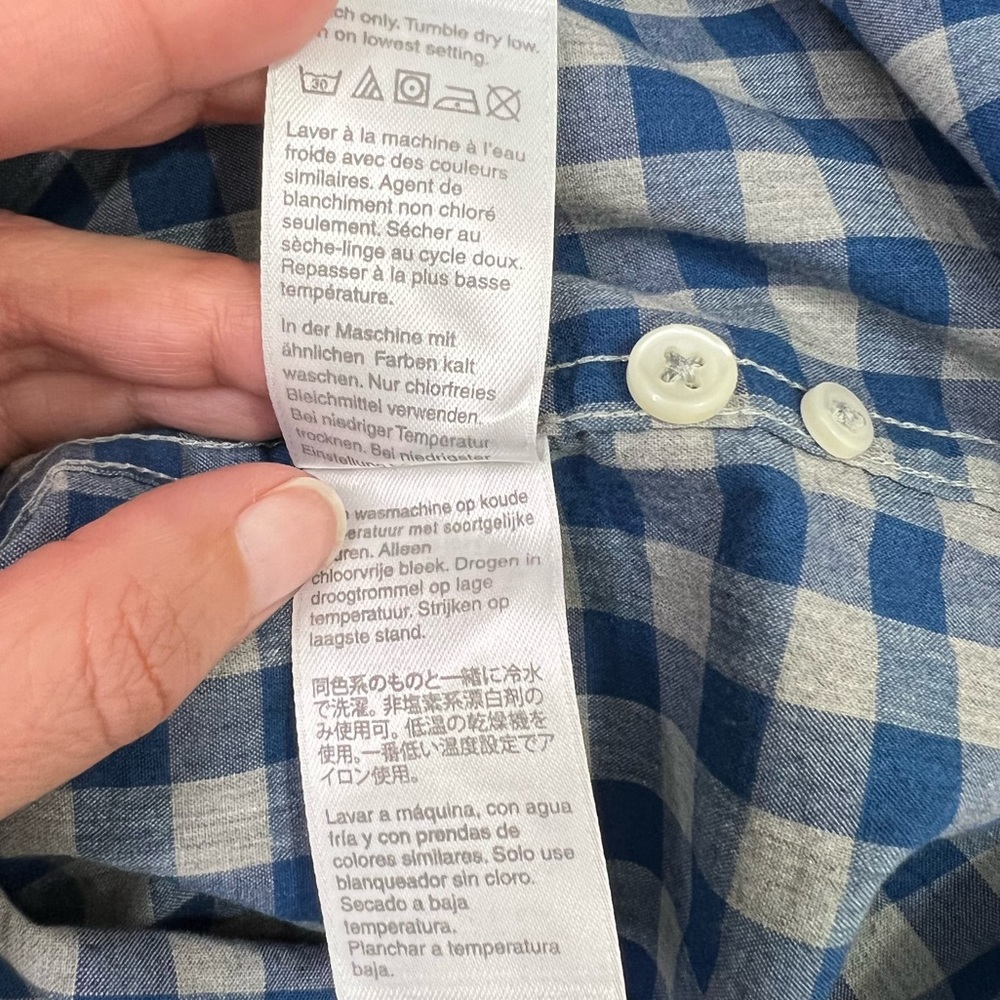 ch only. Tumble dry low.
on lowest setting.
30
Laver à la machine à l'eau
froide avec des couleurs
similaires. Agent de
blanchiment non chloré
seulement. Sécher au
sèche-linge au cycle doux.
Repasser à la plus basse
température.
In der Maschine mit
ähnlichen Farben kalt
waschen. Nur chlorfreies
Bleichmittel verwenden.
Bei niedriger Temperatur
trocknen. Bei niedrigster
Einstellung
wasmachine op koude
eratuur met soortgelijke
uren. Alleen
chloorvrije bleek. Drogen in
droogtrommel op lage
temperatuur. Strijken op
laagste stand.
同色系のものと一緒に冷水
で洗濯。非塩素系漂白剤の
み使用可。低温の乾燥機を
使用。一番低い温度設定でア
イロン使用。
Lavar a máquina, con agua
fría y con prendas de
colores similares. Solo use
blanqueador sin cloro.
Secado a baja
temperatura.
Planchar a temperatura
baja.